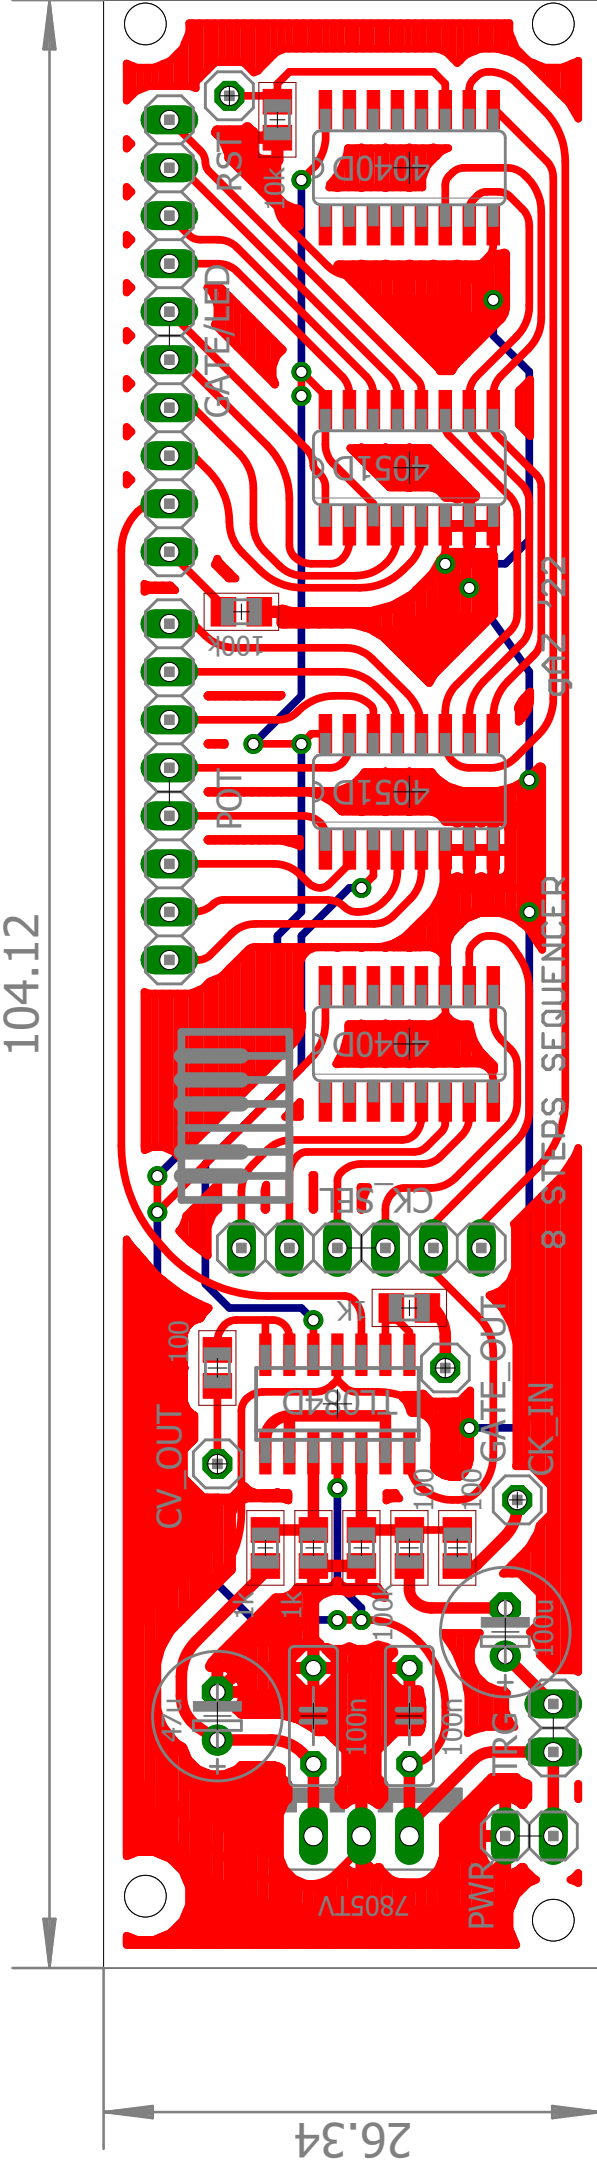 RST
10k
4040D
GATE/LED
4051D
gAZ '22
100k
POT
4051D
8 STEPS SEQUENCER
104.12
4040D
CK_SEL
1K
100
GATE_OUT
TL084D
CK_IN
CV_OUT
100
100
1k
1k
100k
100u
+
47u
+
100n
100n
TRG
7805TV
PWR
26.34